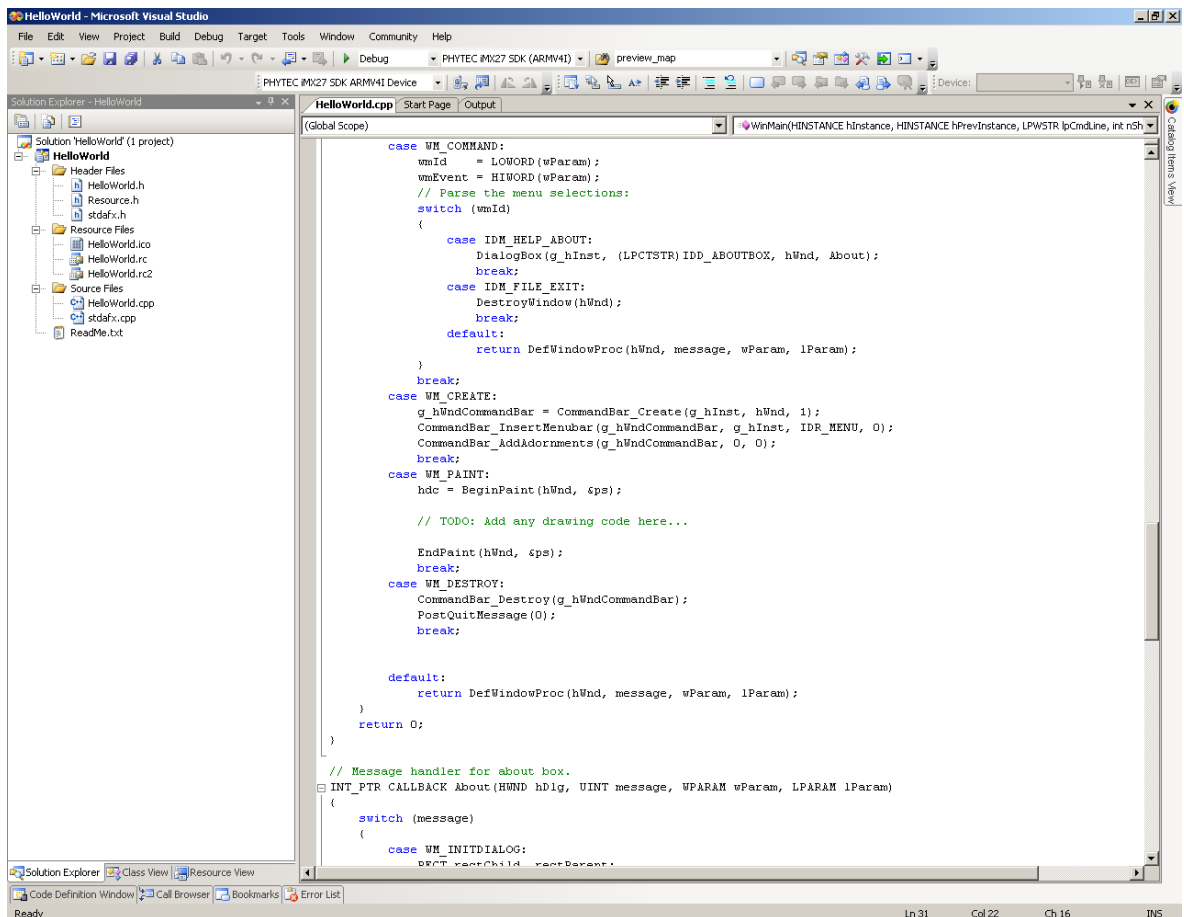 HelloWorld - Microsoft Visual Studio
File Edit View Project Build Debug Target Tools Window Community Help
Debug PHYTEC iMX27 SDK (ARMV4I) preview_map
PHYTEC iMX27 SDK ARMV4I Device Device:
Solution Explorer - HelloWorld
HelloWorld.cpp Start Page Output
(Global Scope) WinMain(HINSTANCE hInstance, HINSTANCE hPrevInstance, LPWSTR lpCmdLine, int nSh
Catalog Items View
Solution 'HelloWorld' (1 project)
HelloWorld
Header Files
HelloWorld.h
Resource.h
stdafx.h
Resource Files
HelloWorld.ico
HelloWorld.rc
HelloWorld.rc2
Source Files
HelloWorld.cpp
stdafx.cpp
ReadMe.txt
case WM_COMMAND:
wmId    = LOWORD(wParam);
wmEvent = HIWORD(wParam);
// Parse the menu selections:
switch (wmId)
{
case IDM_HELP_ABOUT:
DialogBox(g_hInst, (LPCTSTR)IDD_ABOUTBOX, hWnd, About);
break;
case IDM_FILE_EXIT:
DestroyWindow(hWnd);
break;
default:
return DefWindowProc(hWnd, message, wParam, lParam);
}
break;
case WM_CREATE:
g_hWndCommandBar = CommandBar_Create(g_hInst, hWnd, 1);
CommandBar_InsertMenubar(g_hWndCommandBar, g_hInst, IDR_MENU, 0);
CommandBar_AddAdornments(g_hWndCommandBar, 0, 0);
break;
case WM_PAINT:
hdc = BeginPaint(hWnd, &ps);
// TODO: Add any drawing code here...
EndPaint(hWnd, &ps);
break;
case WM_DESTROY:
CommandBar_Destroy(g_hWndCommandBar);
PostQuitMessage(0);
break;
default:
return DefWindowProc(hWnd, message, wParam, lParam);
}
return 0;
}
// Message handler for about box.
INT_PTR CALLBACK About(HWND hDlg, UINT message, WPARAM wParam, LPARAM lParam)
{
switch (message)
{
case WM_INITDIALOG:
RECT rectChild, rectParent;
Solution Explorer Class View Resource View
Code Definition Window Call Browser Bookmarks Error List
Ready Ln 31 Col 22 Ch 16 INS